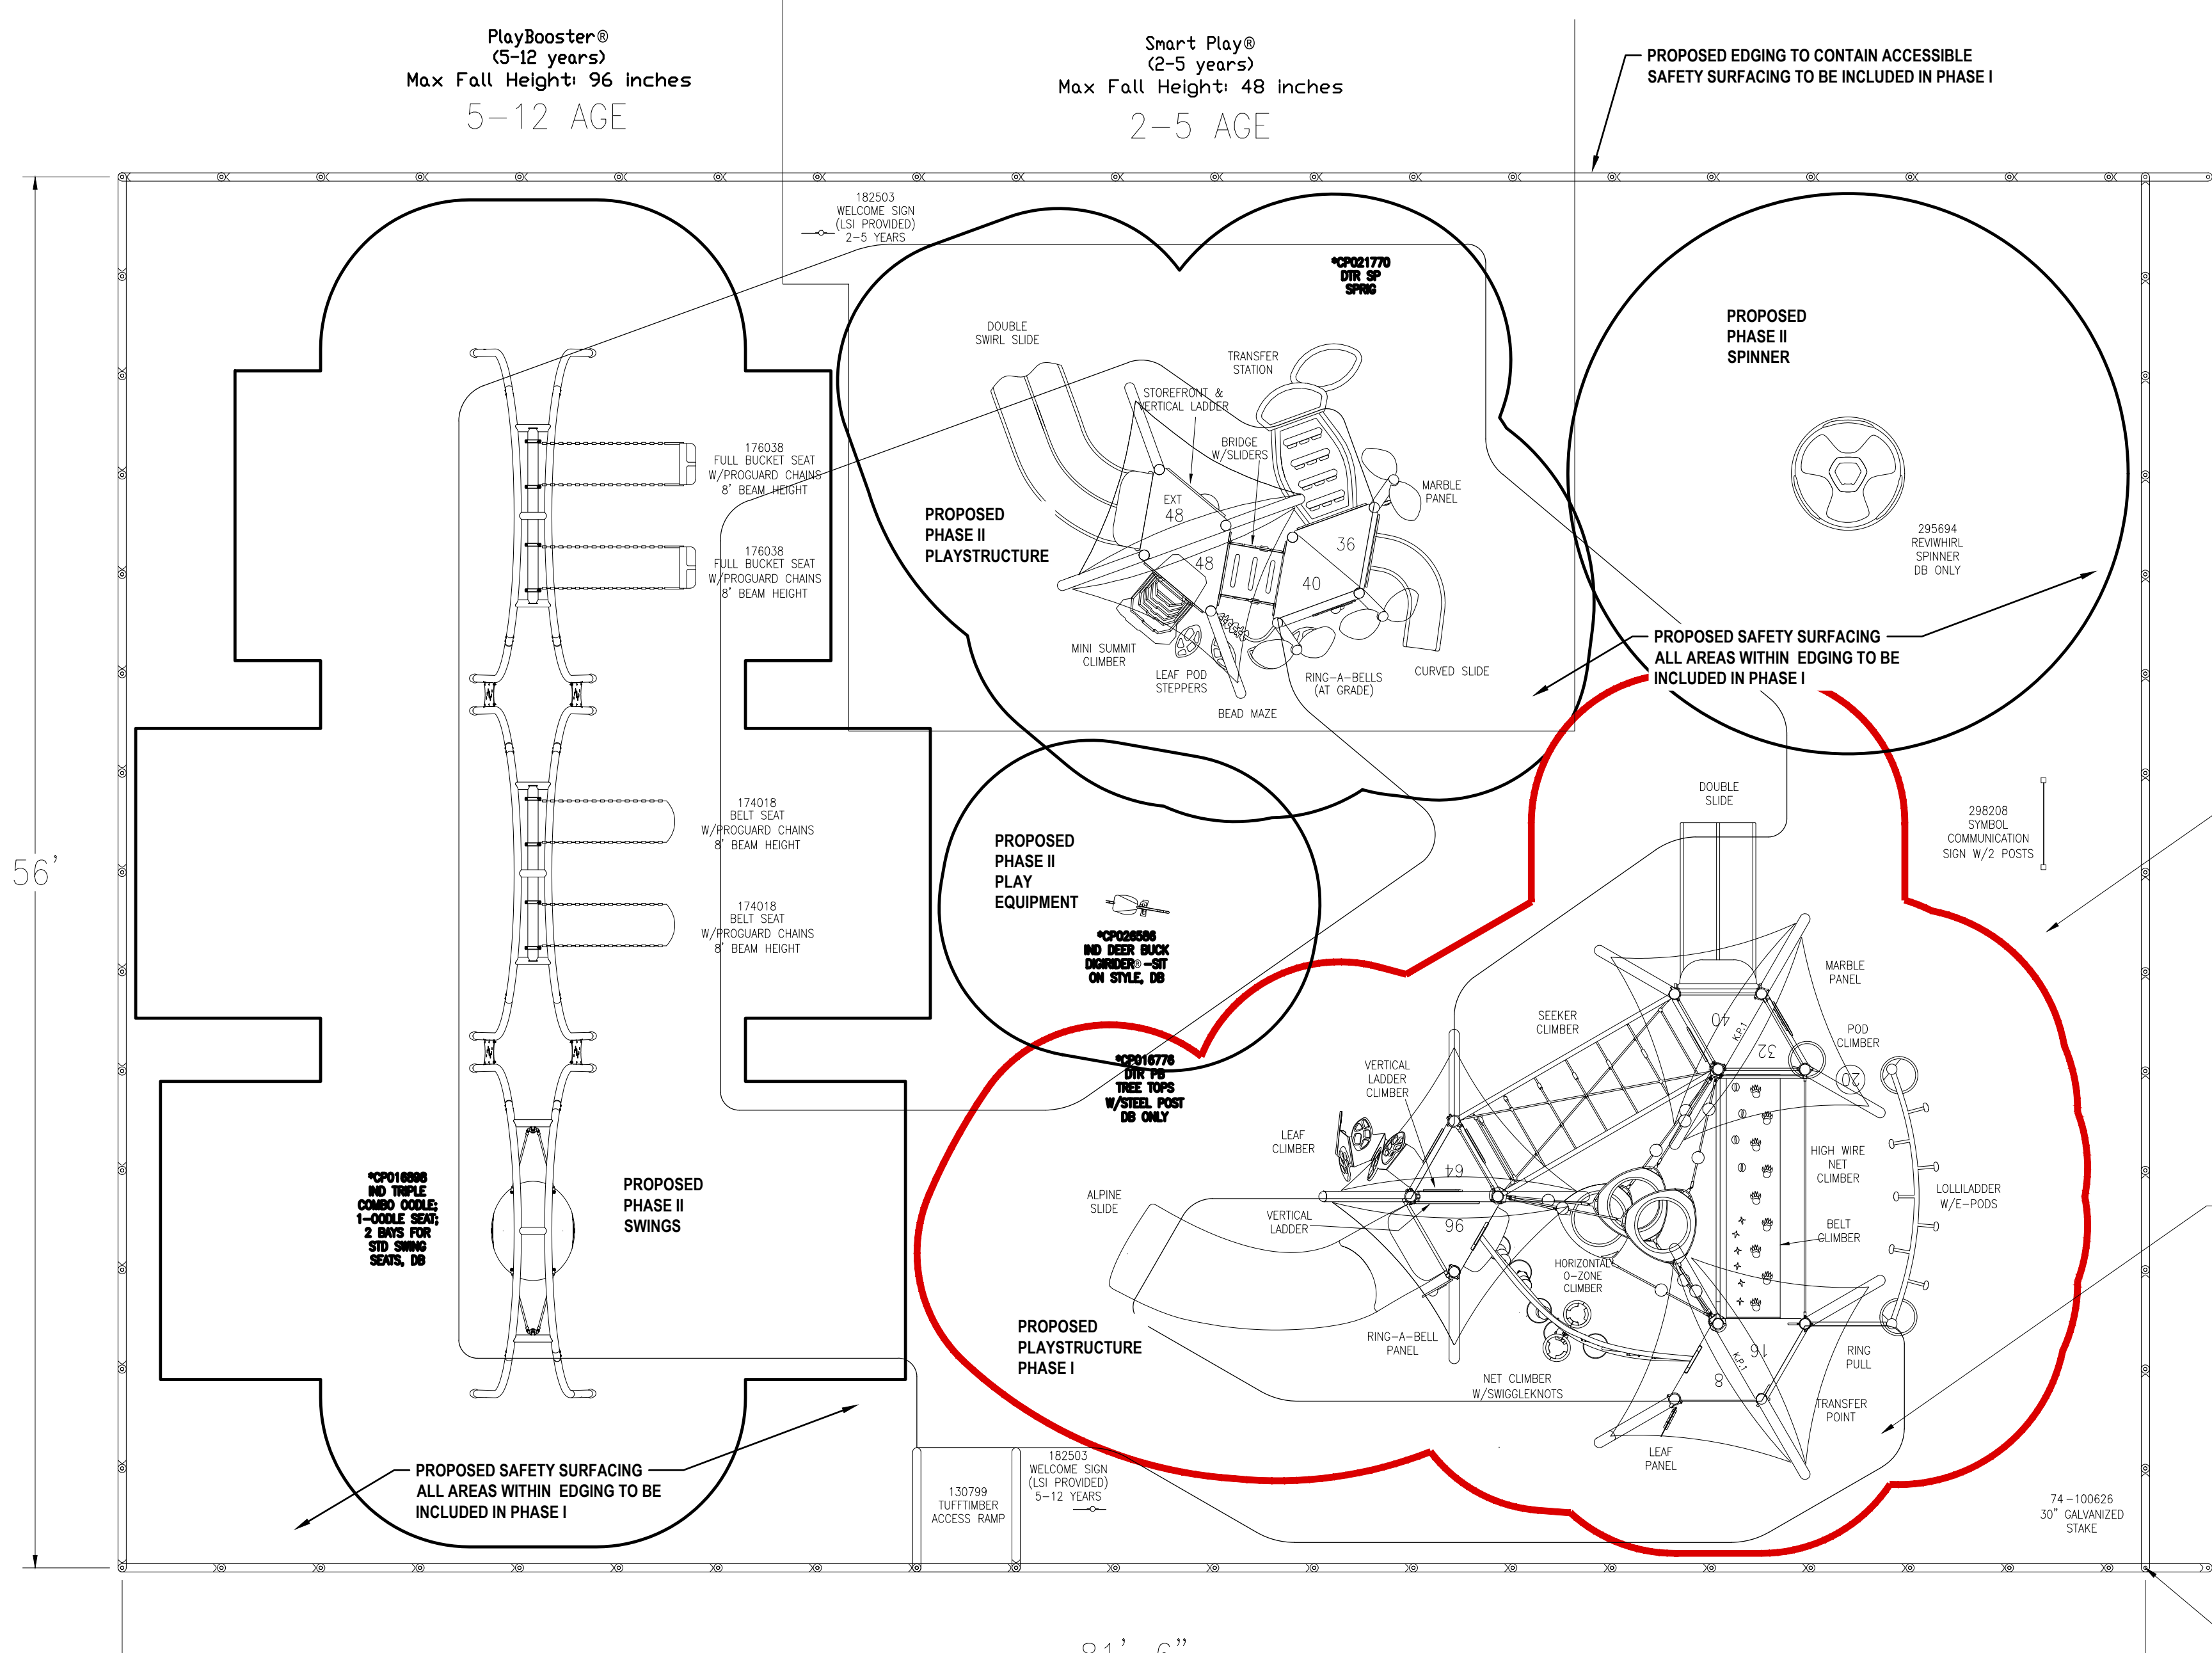 PlayBooster®
(5-12 years)
Max Fall Height: 96 inches
5-12 AGE
Smart Play®
(2-5 years)
Max Fall Height: 48 inches
2-5 AGE
PROPOSED EDGING TO CONTAIN ACCESSIBLE
SAFETY SURFACING TO BE INCLUDED IN PHASE I
182503
WELCOME SIGN
(LSI PROVIDED)
2-5 YEARS
*CP021770
DTR SP
SPRIG
DOUBLE
SWIRL SLIDE
TRANSFER
STATION
STOREFRONT &
VERTICAL LADDER
BRIDGE
W/SLIDERS
MARBLE
PANEL
EXT
48
48
36
40
PROPOSED
PHASE II
PLAYSTRUCTURE
MINI SUMMIT
CLIMBER
LEAF POD
STEPPERS
BEAD MAZE
RING-A-BELLS
(AT GRADE)
CURVED SLIDE
PROPOSED
PHASE II
SPINNER
295694
REVIWHIRL
SPINNER
DB ONLY
PROPOSED SAFETY SURFACING
ALL AREAS WITHIN EDGING TO BE
INCLUDED IN PHASE I
176038
FULL BUCKET SEAT
W/PROGUARD CHAINS
8' BEAM HEIGHT
176038
FULL BUCKET SEAT
W/PROGUARD CHAINS
8' BEAM HEIGHT
174018
BELT SEAT
W/PROGUARD CHAINS
8' BEAM HEIGHT
174018
BELT SEAT
W/PROGUARD CHAINS
8' BEAM HEIGHT
56'
PROPOSED
PHASE II
PLAY
EQUIPMENT
*CP026586
IND DEER BUCK
DIGIRIDER®-SIT
ON STYLE, DB
*CP016776
DTR PB
TREE TOPS
W/STEEL POST
DB ONLY
DOUBLE
SLIDE
298208
SYMBOL
COMMUNICATION
SIGN W/2 POSTS
MARBLE
PANEL
SEEKER
CLIMBER
40
K.P.1
32
POD
CLIMBER
20
VERTICAL
LADDER
CLIMBER
LEAF
CLIMBER
64
HIGH WIRE
NET
CLIMBER
LOLLILADDER
W/E-PODS
ALPINE
SLIDE
VERTICAL
LADDER
96
BELT
CLIMBER
HORIZONTAL
O-ZONE
CLIMBER
PROPOSED
PLAYSTRUCTURE
PHASE I
RING-A-BELL
PANEL
16
K.P.1
8
RING
PULL
NET CLIMBER
W/SWIGGLEKNOTS
TRANSFER
POINT
LEAF
PANEL
IND TRIPLE
COMBO OODLE;
1-OODLE SEAT;
2 BAYS FOR
STD SWING
SEATS, DB
PROPOSED
PHASE II
SWINGS
PROPOSED SAFETY SURFACING
ALL AREAS WITHIN EDGING TO BE
INCLUDED IN PHASE I
130799
TUFFTIMBER
ACCESS RAMP
182503
WELCOME SIGN
(LSI PROVIDED)
5-12 YEARS
74-100626
30" GALVANIZED
STAKE